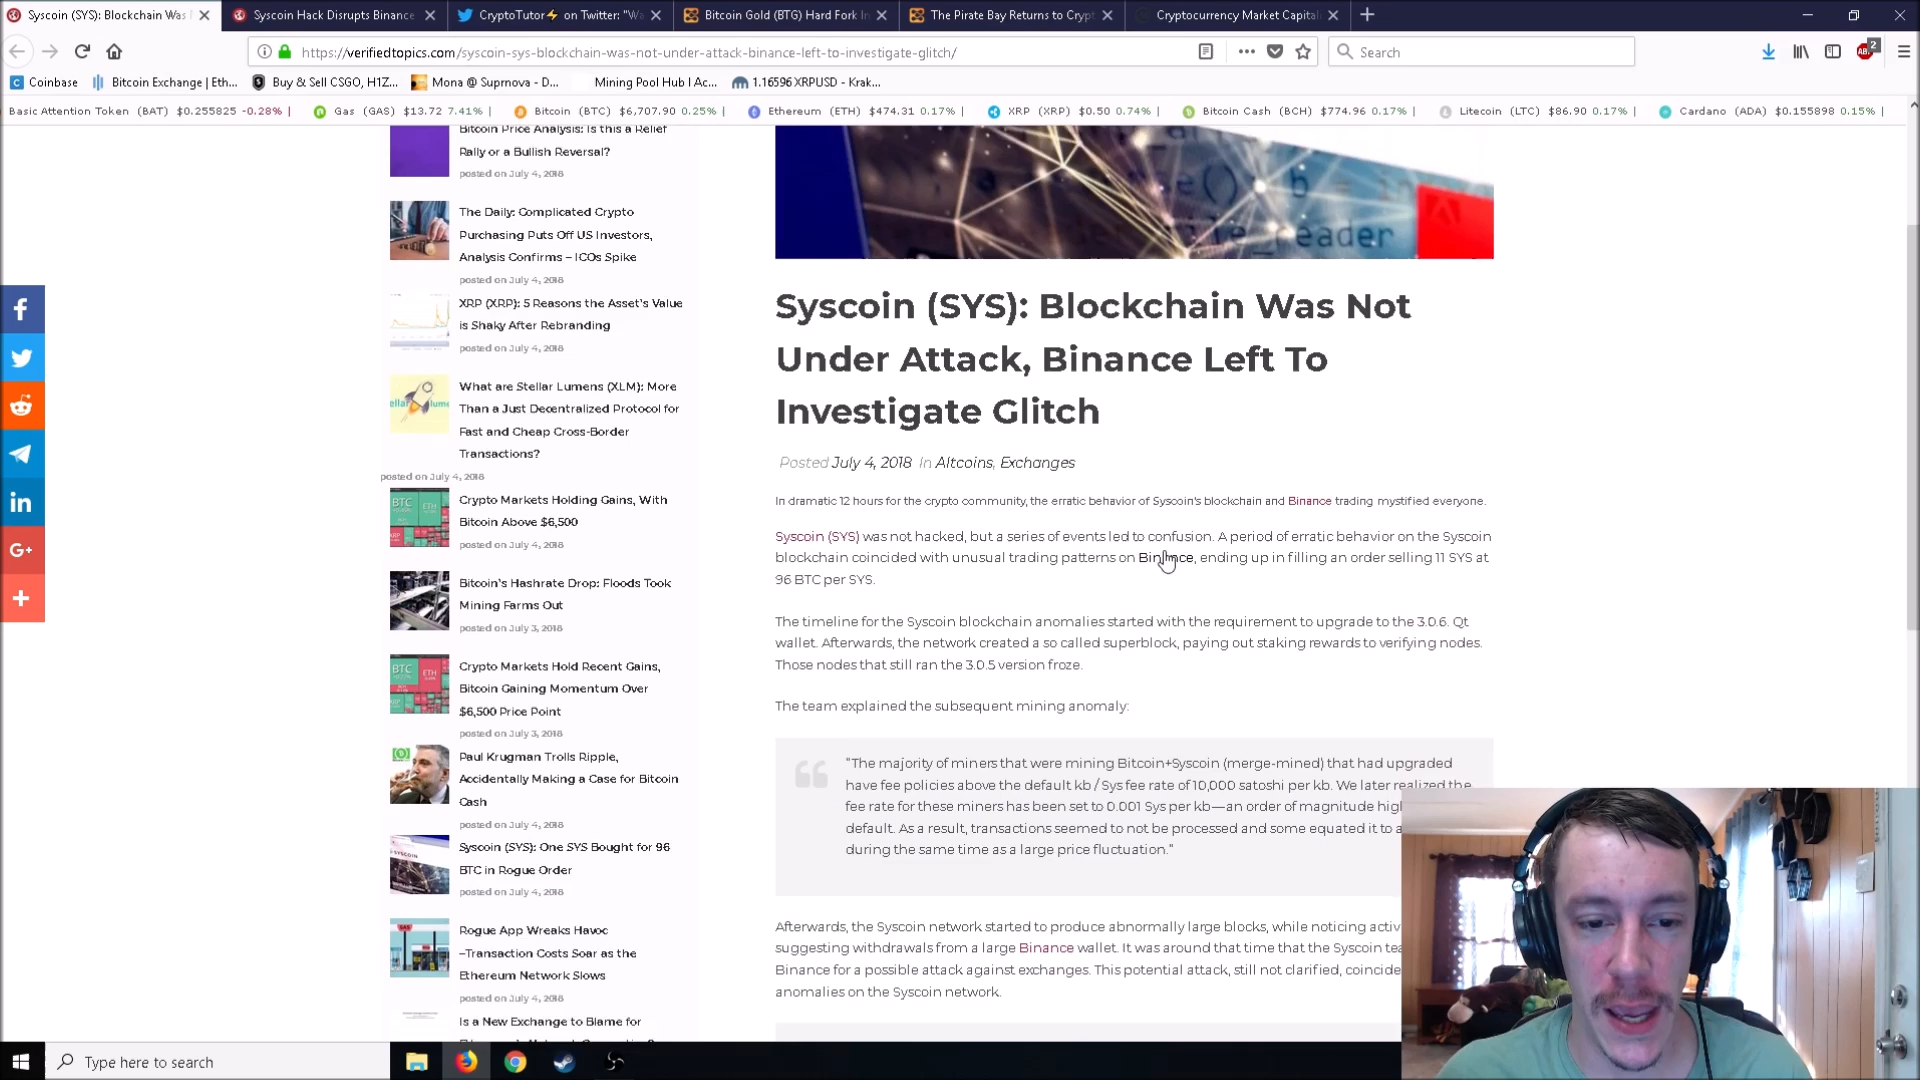 Syscoin (SYS): Blockchain Was
Syscoin Hack Disrupts Binance
CryptoTutor⚡ on Twitter: "Wa
Bitcoin Gold (BTG) Hard Fork In
The Pirate Bay Returns to Crypt
Cryptocurrency Market Capitali
https://verifiedtopics.com/syscoin-sys-blockchain-was-not-under-attack-binance-left-to-investigate-glitch/
Search
2
Coinbase
Bitcoin Exchange | Eth...
Buy & Sell CSGO, H1Z...
Mona @ Suprnova - D...
Mining Pool Hub | Ac...
1.16596 XRPUSD - Krak...
Basic Attention Token (BAT) $0.255825 -0.28% |
Gas (GAS) $13.72 7.41% |
Bitcoin (BTC) $6,707.90 0.25% |
Ethereum (ETH) $474.31 0.17% |
XRP (XRP) $0.50 0.74% |
Bitcoin Cash (BCH) $774.96 0.17% |
Litecoin (LTC) $86.90 0.17% |
Cardano (ADA) $0.155898 0.15% |
Bitcoin Price Analysis: Is this a Relief
Rally or a Bullish Reversal?
posted on July 4, 2018
The Daily: Complicated Crypto
Purchasing Puts Off US Investors,
Analysis Confirms – ICOs Spike
posted on July 4, 2018
XRP (XRP): 5 Reasons the Asset's Value
is Shaky After Rebranding
posted on July 4, 2018
What are Stellar Lumens (XLM): More
Than a Just Decentralized Protocol for
Fast and Cheap Cross-Border
Transactions?
posted on July 4, 2018
Crypto Markets Holding Gains, With
Bitcoin Above $6,500
posted on July 4, 2018
Bitcoin's Hashrate Drop: Floods Took
Mining Farms Out
posted on July 3, 2018
Crypto Markets Hold Recent Gains,
Bitcoin Gaining Momentum Over
$6,500 Price Point
posted on July 3, 2018
Paul Krugman Trolls Ripple,
Accidentally Making a Case for Bitcoin
Cash
posted on July 4, 2018
Syscoin (SYS): One SYS Bought for 96
BTC in Rogue Order
posted on July 4, 2018
Rogue App Wreaks Havoc
–Transaction Costs Soar as the
Ethereum Network Slows
posted on July 4, 2018
Is a New Exchange to Blame for
reader
Syscoin (SYS): Blockchain Was Not
Under Attack, Binance Left To
Investigate Glitch
Posted July 4, 2018 In Altcoins, Exchanges
In dramatic 12 hours for the crypto community, the erratic behavior of Syscoin's blockchain and Binance trading mystified everyone.
Syscoin (SYS) was not hacked, but a series of events led to confusion. A period of erratic behavior on the Syscoin
blockchain coincided with unusual trading patterns on Binance, ending up in filling an order selling 11 SYS at
96 BTC per SYS.
The timeline for the Syscoin blockchain anomalies started with the requirement to upgrade to the 3.0.6. Qt
wallet. Afterwards, the network created a so called superblock, paying out staking rewards to verifying nodes.
Those nodes that still ran the 3.0.5 version froze.
The team explained the subsequent mining anomaly:
"The majority of miners that were mining Bitcoin+Syscoin (merge-mined) that had upgraded
have fee policies above the default kb / Sys fee rate of 10,000 satoshi per kb. We later realized the
fee rate for these miners has been set to 0.001 Sys per kb—an order of magnitude hig
default. As a result, transactions seemed to not be processed and some equated it to a
during the same time as a large price fluctuation."
Afterwards, the Syscoin network started to produce abnormally large blocks, while noticing activ
suggesting withdrawals from a large Binance wallet. It was around that time that the Syscoin tea
Binance for a possible attack against exchanges. This potential attack, still not clarified, coincide
anomalies on the Syscoin network.
Type here to search